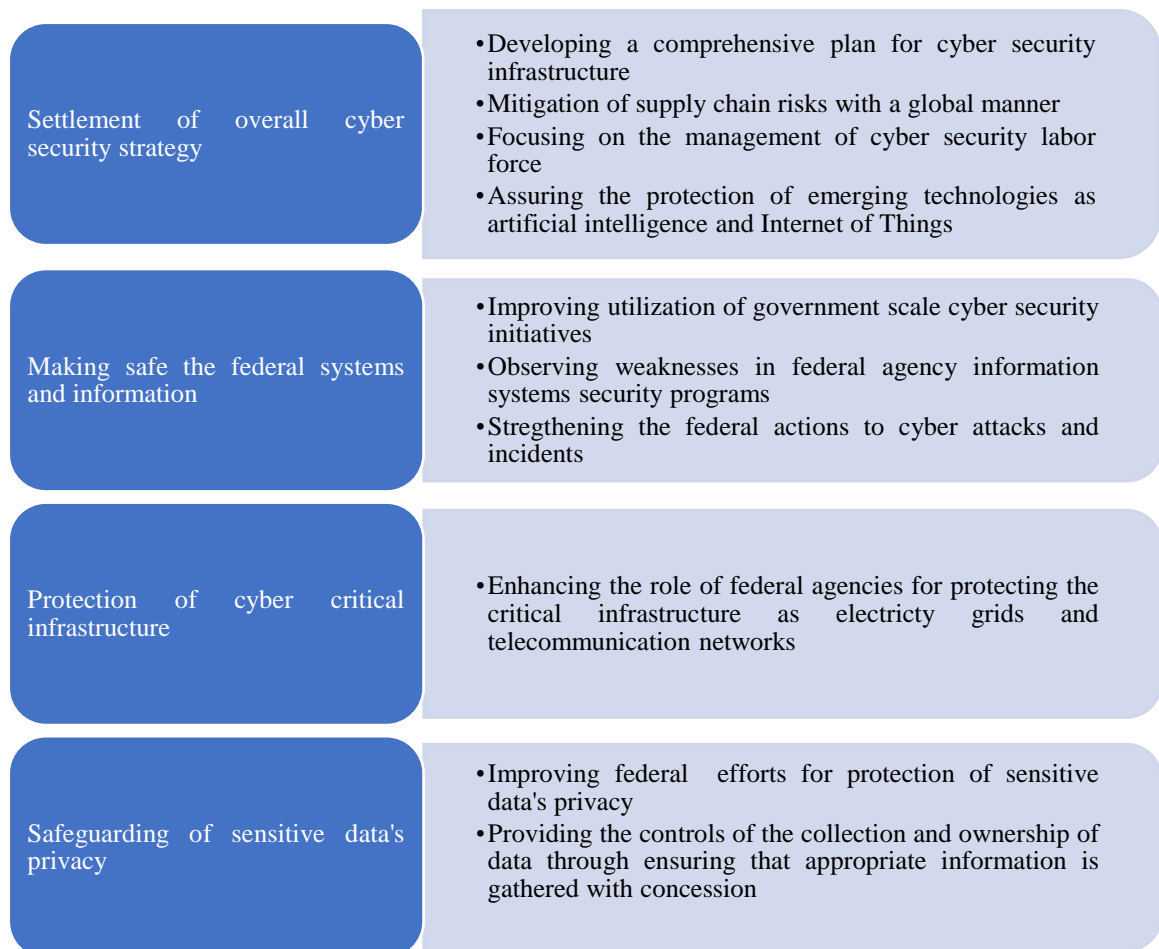 Settlement of overall cyber
security strategy
•Developing a comprehensive plan for cyber security
infrastructure
•Mitigation of supply chain risks with a global manner
•Focusing on the management of cyber security labor
force
•Assuring the protection of emerging technologies as
artificial intelligence and Internet of Things
Making safe the federal systems
and information
•Improving utilization of government scale cyber security
initiatives
•Observing weaknesses in federal agency information
systems security programs
•Stregthening the federal actions to cyber attacks and
incidents
Protection of cyber critical
infrastructure
•Enhancing the role of federal agencies for protecting the
critical infrastructure as electricty grids and
telecommunication networks
Safeguarding of sensitive data's
privacy
•Improving federal efforts for protection of sensitive
data's privacy
•Providing the controls of the collection and ownership of
data through ensuring that appropriate information is
gathered with concession